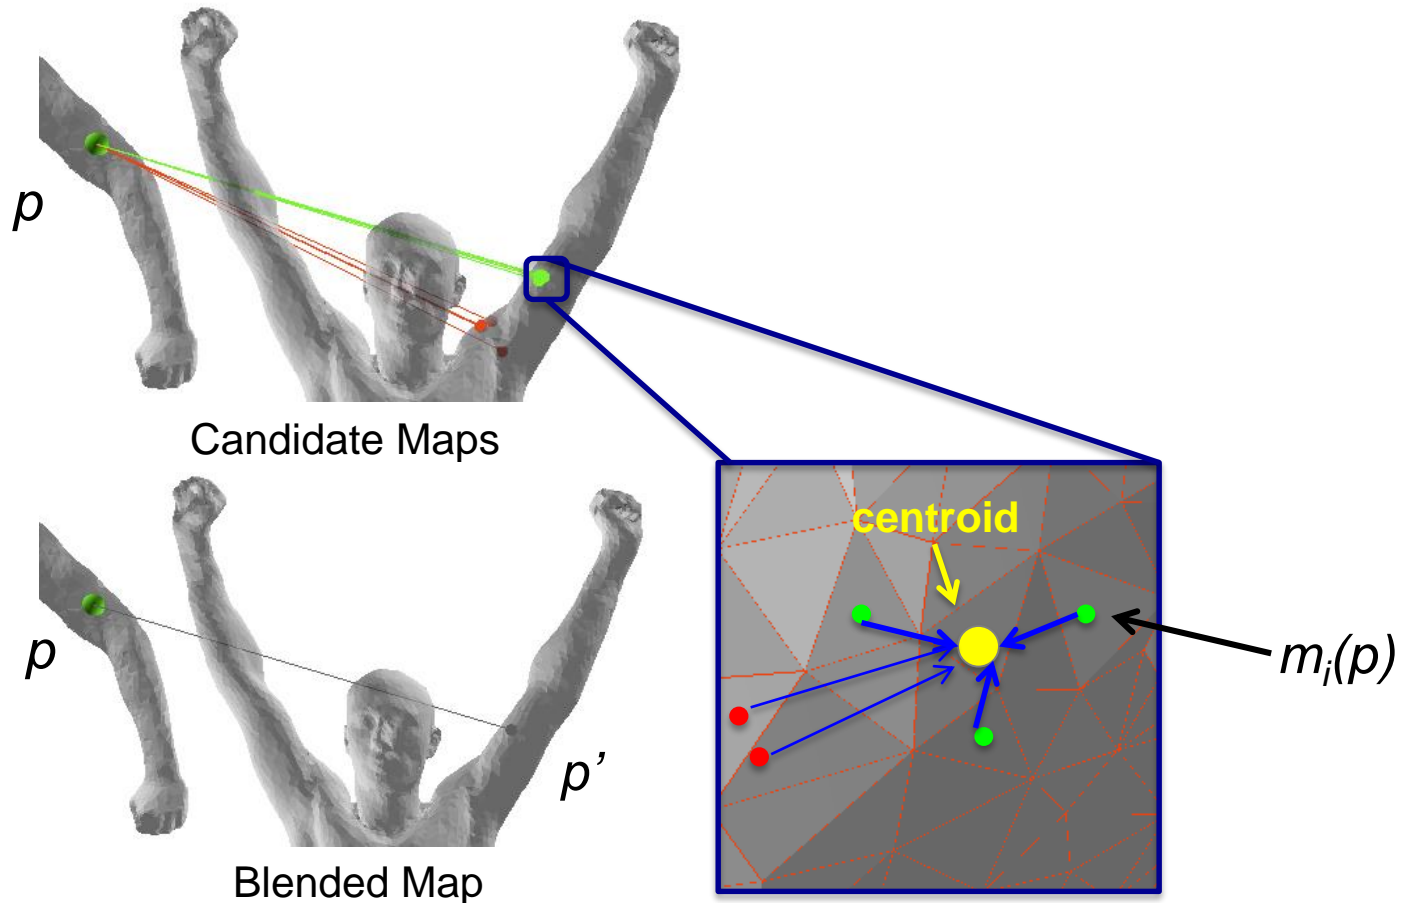 p
Candidate Maps
centroid
mᵢ(p)
p
p’
Blended Map